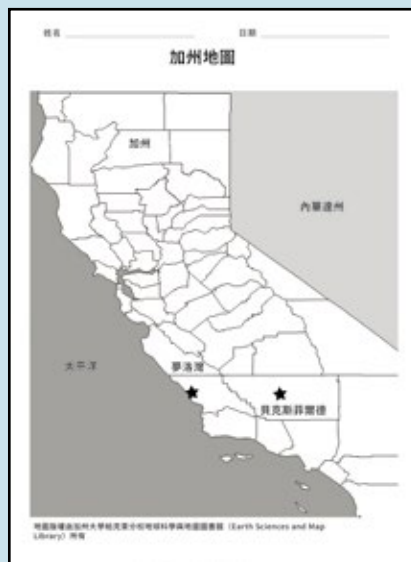 姓名 日期
加州地圖
加州
內華達州
太平洋
夢洛灣
貝克斯菲爾德
地圖版權由加州大學柏克萊分校地球科學與地圖圖書館（Earth Sciences and Map
Library）所有